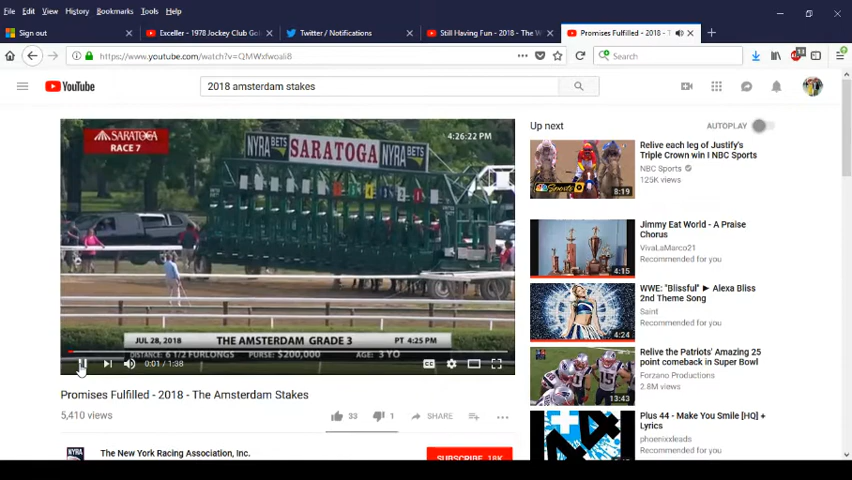 File Edit View History Bookmarks Tools Help
Sign out
Exceller - 1978 Jockey Club Gol
Twitter / Notifications
Still Having Fun - 2018 - The W
Promises Fulfilled - 2018 - T
https://www.youtube.com/watch?v=QMWxfwoali8
Search
11
YouTube
2018 amsterdam stakes
SARATOGA
RACE 7
4:26:22 PM
NYRA BETS SARATOGA NYRA BETS
JUL 28, 2018 THE AMSTERDAM GRADE 3 PT 4:25 PM
DISTANCE: 6 1/2 FURLONGS PURSE: $200,000 AGE: 3 YO
0:01 / 1:38
CC
Promises Fulfilled - 2018 - The Amsterdam Stakes
5,410 views
33 1 SHARE
NYRA
The New York Racing Association, Inc.
SUBSCRIBE 18K
Up next
AUTOPLAY
Relive each leg of Justify's
Triple Crown win I NBC Sports
NBC Sports
125K views
Sports
8:19
Jimmy Eat World - A Praise
Chorus
VivaLaMarco21
Recommended for you
4:15
WWE: "Blissful" ► Alexa Bliss
2nd Theme Song
Saint
Recommended for you
4:24
Relive the Patriots' Amazing 25
point comeback in Super Bowl
Forzano Productions
2.8M views
13:43
Plus 44 - Make You Smile [HQ] +
Lyrics
phoenixxleads
Recommended for you